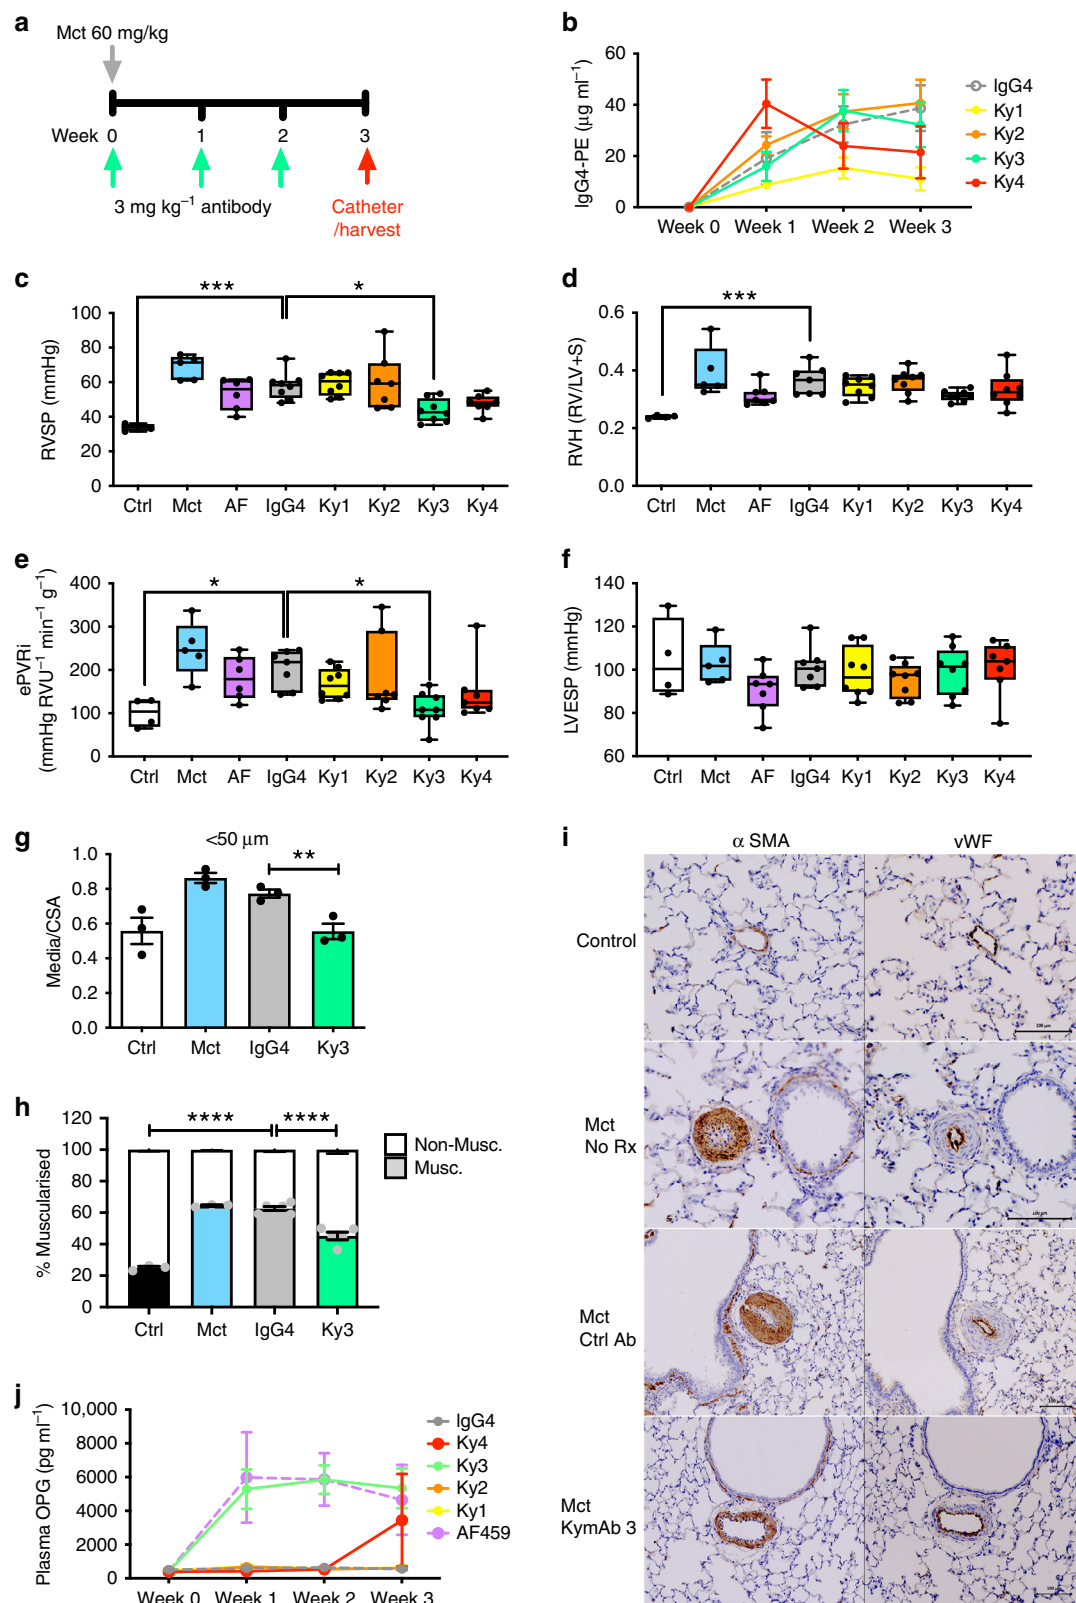 a
Mct 60 mg/kg
Week 0 1 2 3
3 mg kg⁻¹ antibody
Catheter
/harvest
b
IgG4-PE (µg ml⁻¹)
60
40
20
0
Week 0 Week 1 Week 2 Week 3
IgG4
Ky1
Ky2
Ky3
Ky4
c
*** *
RVSP (mmHg)
100
80
60
40
20
0
Ctrl Mct AF IgG4 Ky1 Ky2 Ky3 Ky4
d
***
RVH (RV/LV+S)
0.6
0.4
0.2
0.0
Ctrl Mct AF IgG4 Ky1 Ky2 Ky3 Ky4
e
* *
ePVRi
(mmHg RVU⁻¹ min⁻¹ g⁻¹)
400
300
200
100
0
Ctrl Mct AF IgG4 Ky1 Ky2 Ky3 Ky4
f
LVESP (mmHg)
140
120
100
80
60
Ctrl Mct AF IgG4 Ky1 Ky2 Ky3 Ky4
g
<50 µm
**
Media/CSA
1.0
0.8
0.6
0.4
0.2
0.0
Ctrl Mct IgG4 Ky3
h
**** ****
% Muscularised
120
100
80
60
40
20
0
Ctrl Mct IgG4 Ky3
Non-Musc.
Musc.
i
α SMA vWF
Control
100 µm
Mct
No Rx
100 µm
Mct
Ctrl Ab
Mct
KymAb 3
100 µm
j
Plasma OPG (pg ml⁻¹)
10,000
8000
6000
4000
2000
0
Week 0 Week 1 Week 2 Week 3
IgG4
Ky4
Ky3
Ky2
Ky1
AF459